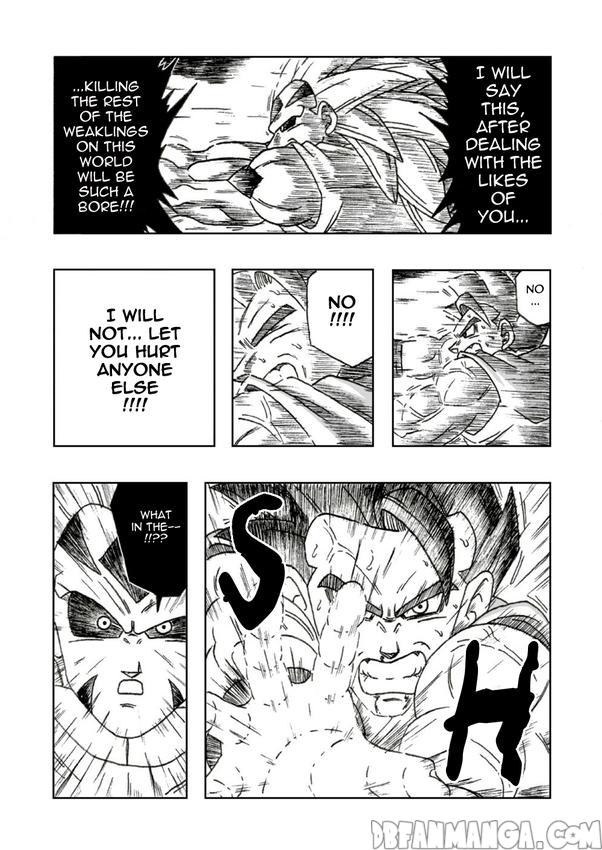 ...KILLING
THE REST
OF THE
WEAKLINGS
ON THIS
WORLD
WILL BE
SUCH A
BORE!!!
I WILL
SAY
THIS,
AFTER
DEALING
WITH THE
LIKES
OF
YOU...
I WILL
NOT... LET
YOU HURT
ANYONE
ELSE
!!!!
NO
!!!!
NO
...
WHAT
IN THE--
!!??
S
H
DBFANMANGA.COM